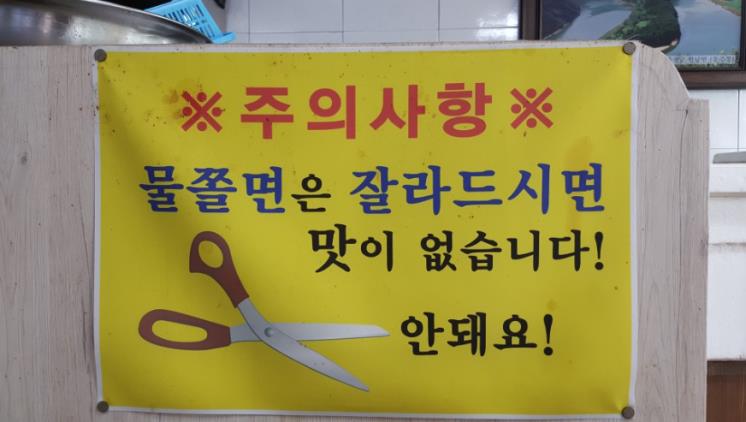 ※주의사항※
물쫄면은 잘라드시면
맛이 없습니다!
안돼요!